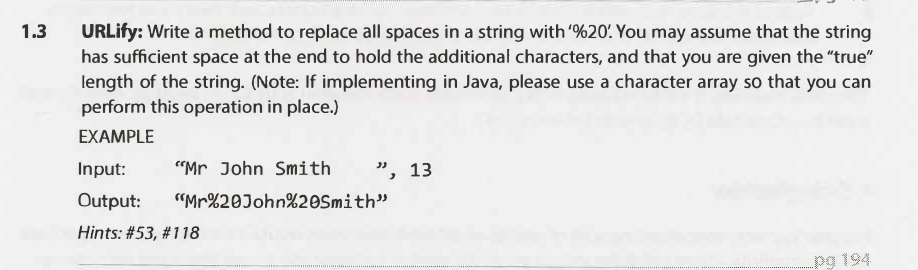 1.3 URLify: Write a method to replace all spaces in a string with '%20'. You may assume that the string
has sufficient space at the end to hold the additional characters, and that you are given the “true”
length of the string. (Note: If implementing in Java, please use a character array so that you can
perform this operation in place.)
EXAMPLE
Input: “Mr John Smith    ”, 13
Output: “Mr%20John%20Smith”
Hints: #53, #118
pg 194